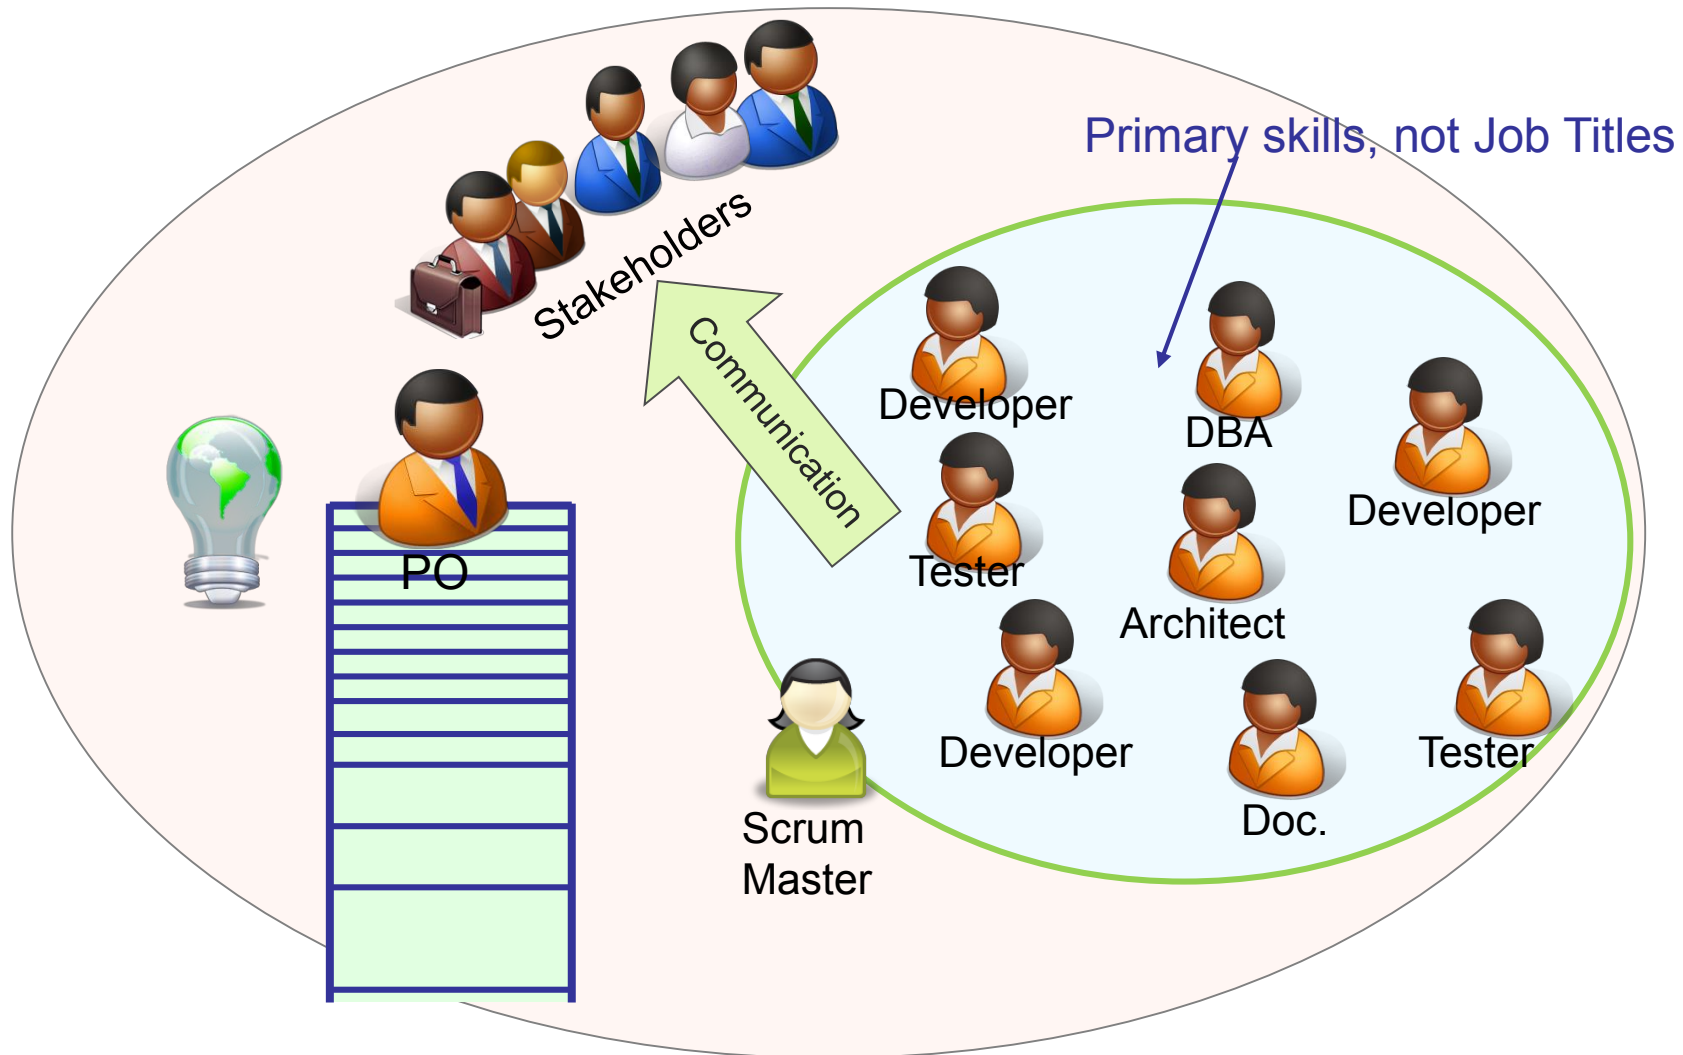 Primary skills, not Job Titles
Stakeholders
Communication
Developer
DBA
Developer
PO
Tester
Architect
Developer
Tester
Doc.
Scrum
Master